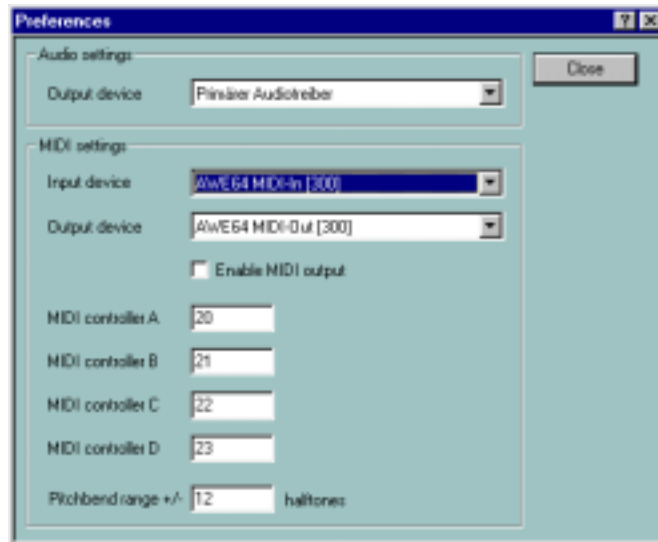 Preferences
Audio settings
Output device Primärer Audiotreiber
Close
MIDI settings
Input device AWE64 MIDI-In [300]
Output device AWE64 MIDI-Out [300]
Enable MIDI output
MIDI controller A 20
MIDI controller B 21
MIDI controller C 22
MIDI controller D 23
Pitchbend range +/- 12 halftones